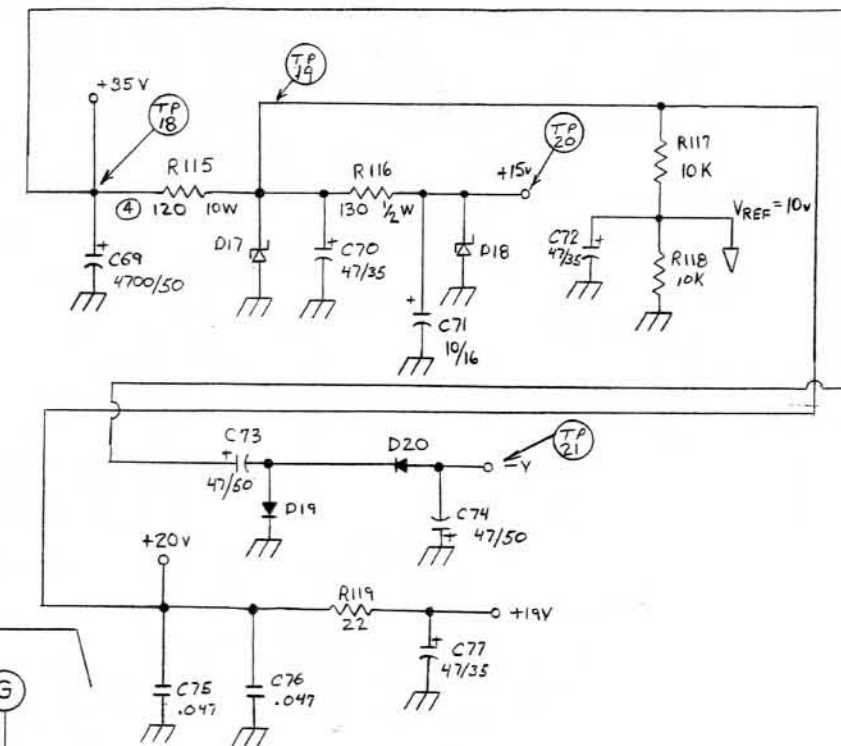 +35V
TP
18
TP
19
R115
④ 120 10W
C69
4700/50
D17
+
C70
47/35
R116
130 ½W
+15V
TP
20
D18
+
C71
10/16
R117
10K
VREF = 10V
C72
47/35
R118
10K
C73
+
47/50
D19
D20
-V
TP
21
C74
+ 47/50
+20V
R119
22
+19V
C75
.047
C76
.047
+
C77
47/35
G